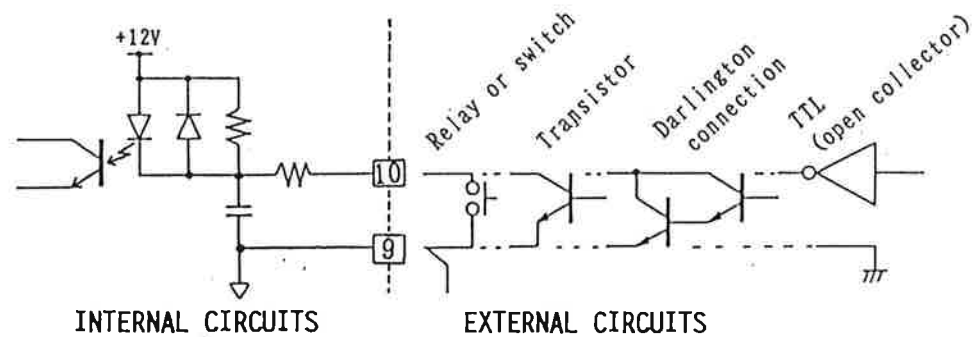 +12V
10
9
Relay or switch
Transistor
Darlington
connection
TTL
(open collector)
INTERNAL CIRCUITS
EXTERNAL CIRCUITS